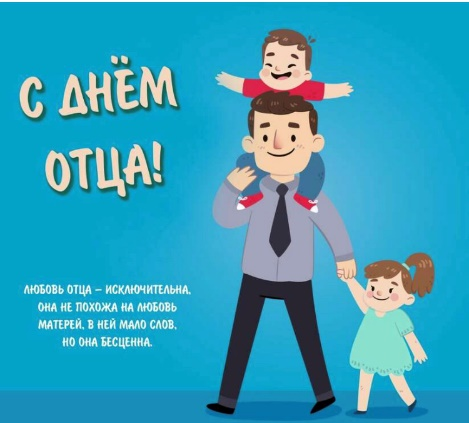 С ДНЁМ
ОТЦА!
ЛЮБОВЬ ОТЦА – ИСКЛЮЧИТЕЛЬНА.
ОНА НЕ ПОХОЖА НА ЛЮБОВЬ
МАТЕРЕЙ, В НЕЙ МАЛО СЛОВ,
НО ОНА БЕСЦЕННА.